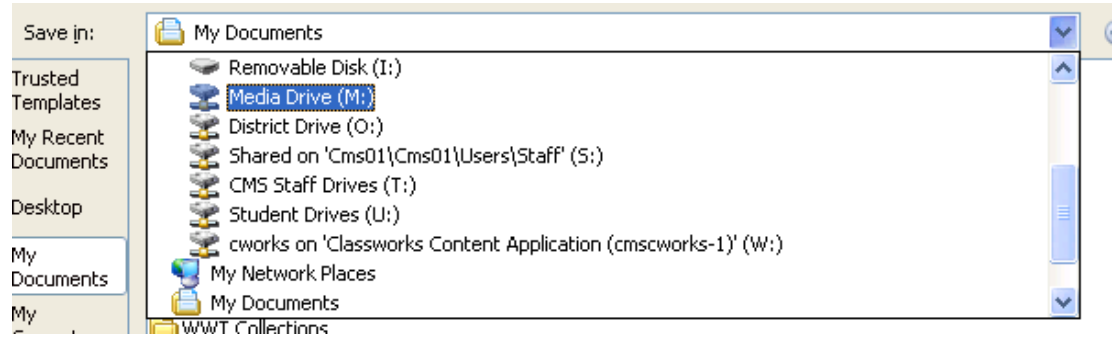 Save in:
My Documents
Trusted
Templates
My Recent
Documents
Desktop
My
Documents
My
Removable Disk (I:)
Media Drive (M:)
District Drive (O:)
Shared on 'Cms01\Cms01\Users\Staff' (S:)
CMS Staff Drives (T:)
Student Drives (U:)
cworks on 'Classworks Content Application (cmscworks-1)' (W:)
My Network Places
My Documents
WWT Collections